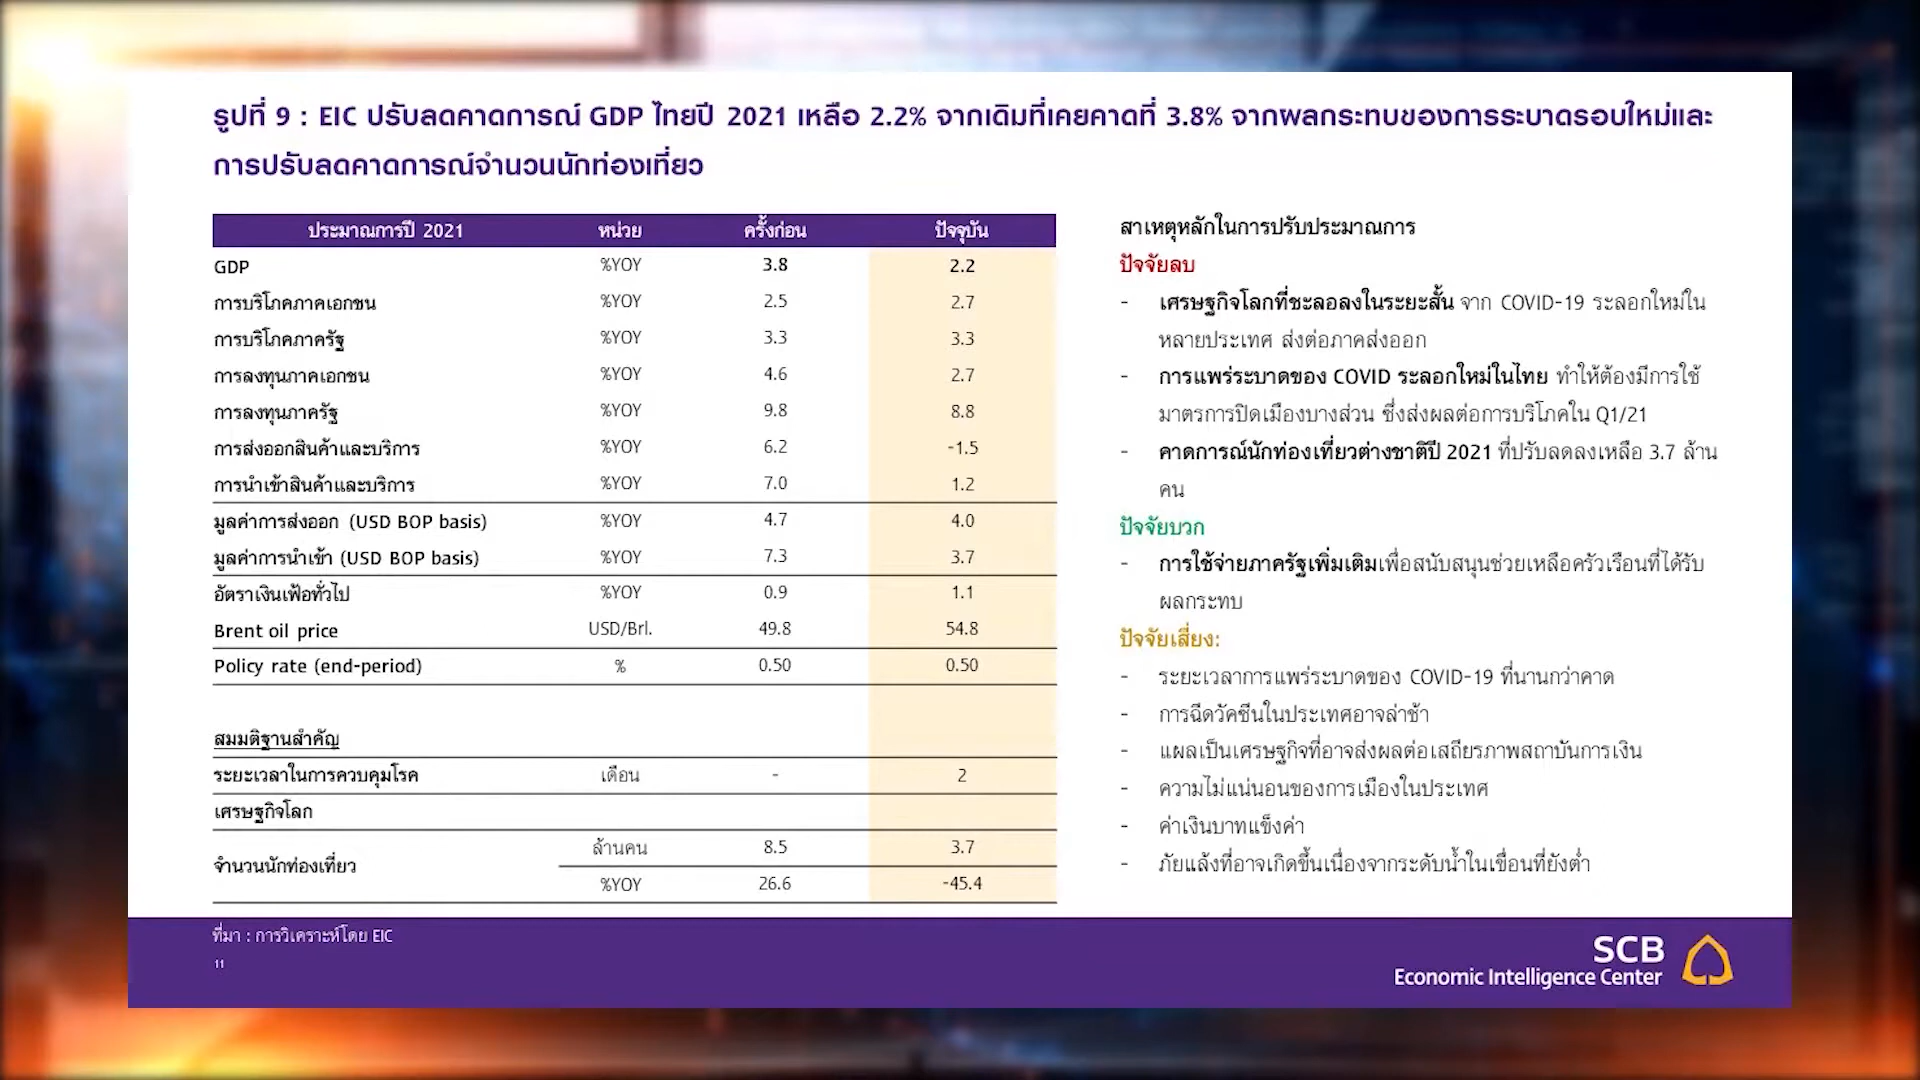 รูปที่ 9 : EIC ปรับลดคาดการณ์ GDP ไทยปี 2021 เหลือ 2.2% จากเดิมที่เคยคาดที่ 3.8% จากผลกระทบของการระบาดรอบใหม่และ
การปรับลดคาดการณ์จำนวนนักท่องเที่ยว
ประมาณการปี 2021 หน่วย ครั้งก่อน ปัจจุบัน
GDP %YOY 3.8 2.2
การบริโภคภาคเอกชน %YOY 2.5 2.7
การบริโภคภาครัฐ %YOY 3.3 3.3
การลงทุนภาคเอกชน %YOY 4.6 2.7
การลงทุนภาครัฐ %YOY 9.8 8.8
การส่งออกสินค้าและบริการ %YOY 6.2 -1.5
การนำเข้าสินค้าและบริการ %YOY 7.0 1.2
มูลค่าการส่งออก (USD BOP basis) %YOY 4.7 4.0
มูลค่าการนำเข้า (USD BOP basis) %YOY 7.3 3.7
อัตราเงินเฟ้อทั่วไป %YOY 0.9 1.1
Brent oil price USD/Brl. 49.8 54.8
Policy rate (end-period) % 0.50 0.50
สมมติฐานสำคัญ
ระยะเวลาในการควบคุมโรค เดือน - 2
เศรษฐกิจโลก
จำนวนนักท่องเที่ยว ล้านคน 8.5 3.7
%YOY 26.6 -45.4
สาเหตุหลักในการปรับประมาณการ
ปัจจัยลบ
- เศรษฐกิจโลกที่ชะลอลงในระยะสั้น จาก COVID-19 ระลอกใหม่ใน
หลายประเทศ ส่งต่อภาคส่งออก
- การแพร่ระบาดของ COVID ระลอกใหม่ในไทย ทำให้ต้องมีการใช้
มาตรการปิดเมืองบางส่วน ซึ่งส่งผลต่อการบริโภคใน Q1/21
- คาดการณ์นักท่องเที่ยวต่างชาติปี 2021 ที่ปรับลดลงเหลือ 3.7 ล้าน
คน
ปัจจัยบวก
- การใช้จ่ายภาครัฐเพิ่มเติมเพื่อสนับสนุนช่วยเหลือครัวเรือนที่ได้รับ
ผลกระทบ
ปัจจัยเสี่ยง:
- ระยะเวลาการแพร่ระบาดของ COVID-19 ที่นานกว่าคาด
- การฉีดวัคซีนในประเทศอาจล่าช้า
- แผลเป็นเศรษฐกิจที่อาจส่งผลต่อเสถียรภาพสถาบันการเงิน
- ความไม่แน่นอนของการเมืองในประเทศ
- ค่าเงินบาทแข็งค่า
- ภัยแล้งที่อาจเกิดขึ้นเนื่องจากระดับน้ำในเขื่อนที่ยังต่ำ
ที่มา : การวิเคราะห์โดย EIC
11
SCB
Economic Intelligence Center